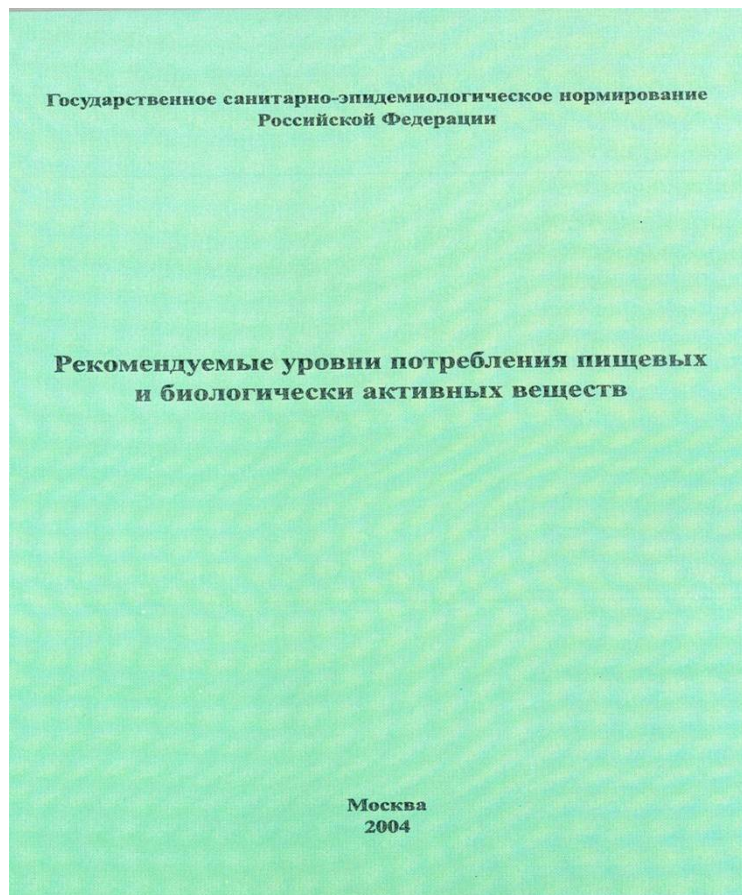 Государственное санитарно-эпидемиологическое нормирование
Российской Федерации
Рекомендуемые уровни потребления пищевых
и биологически активных веществ
Москва
2004